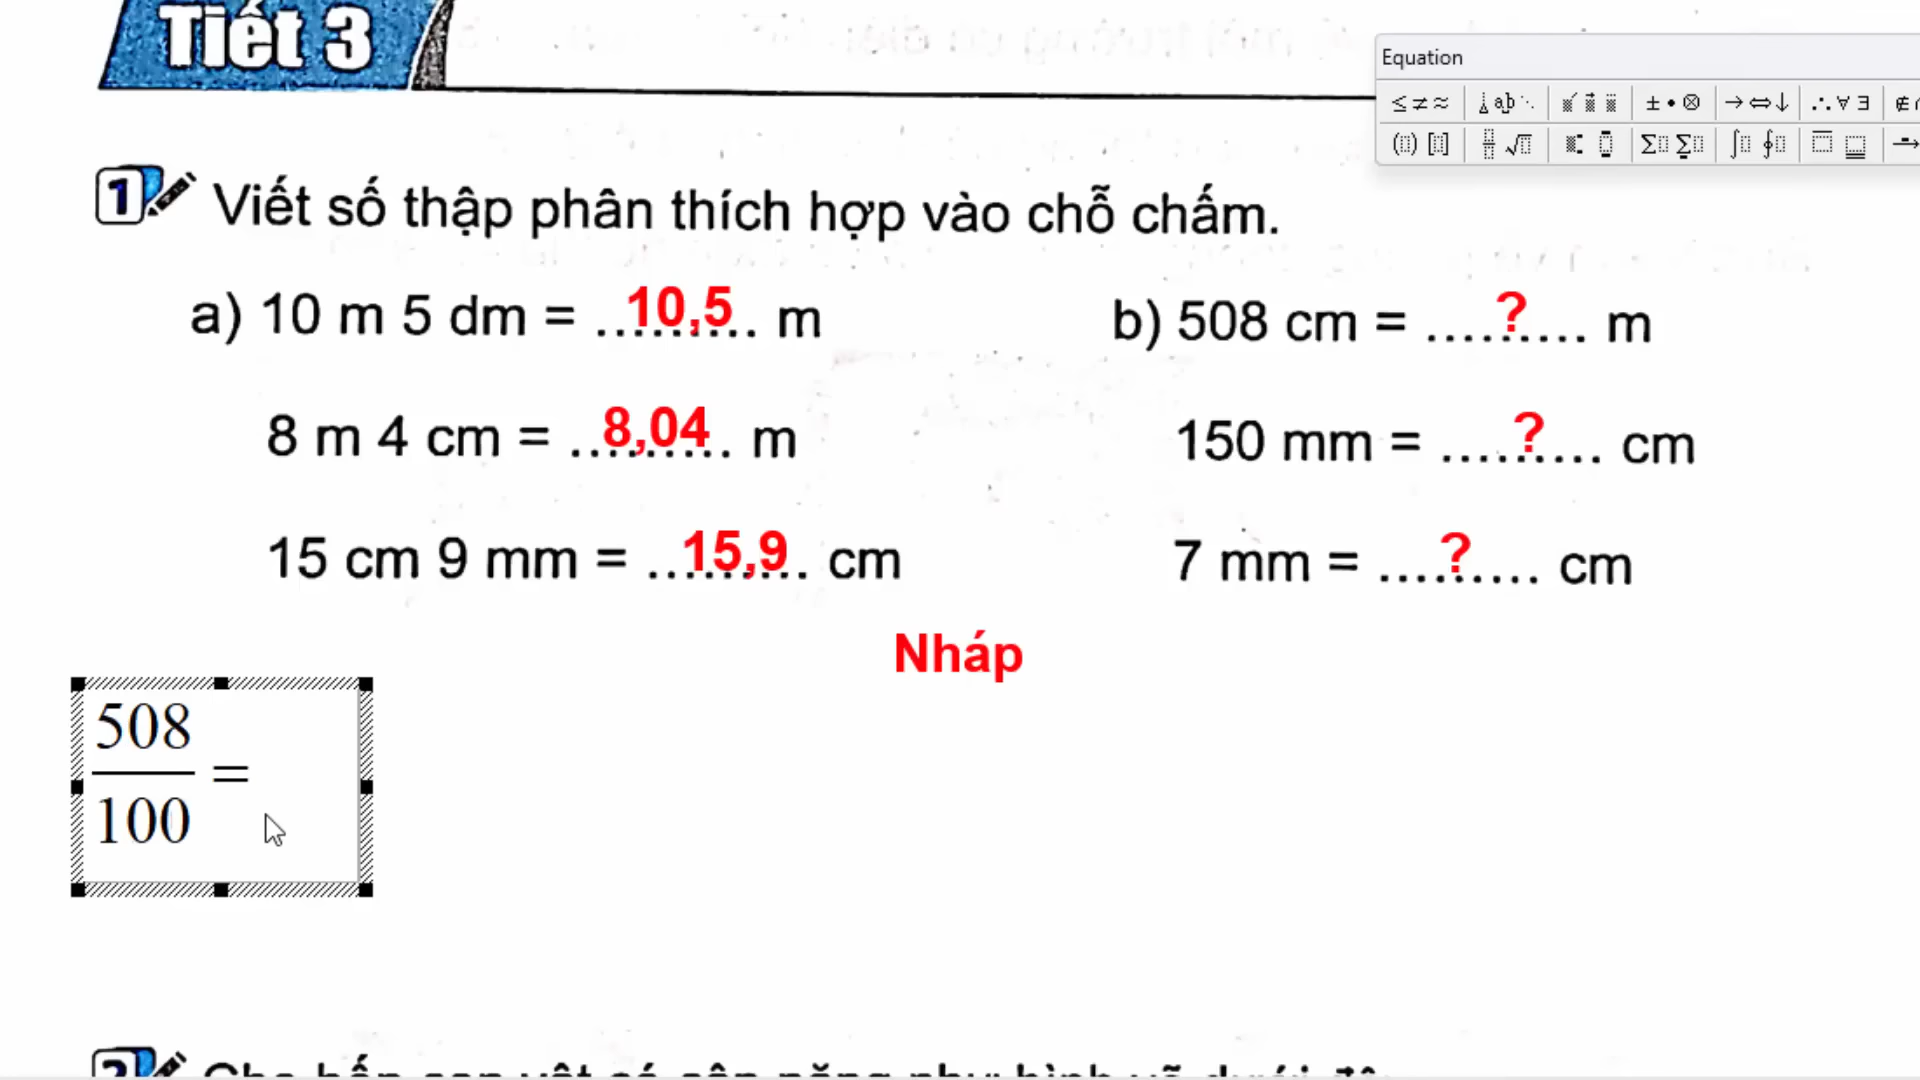 Tiết 3
Equation
1 Viết số thập phân thích hợp vào chỗ chấm.
a) 10 m 5 dm = ...10,5... m
b) 508 cm = ....?.... m
8 m 4 cm = ...8,04... m
150 mm = ....?.... cm
15 cm 9 mm = ...15,9... cm
7 mm = ....?.... cm
Nháp
508
100 =